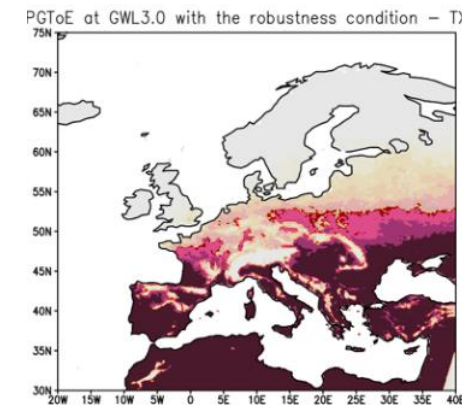 PGToE at GWL3.0 with the robustness condition – TX
75N
70N
65N
60N
55N
50N
45N
40N
35N
30N
20W 15W 10W 5W 0 5E 10E 15E 20E 25E 30E 35E 40E